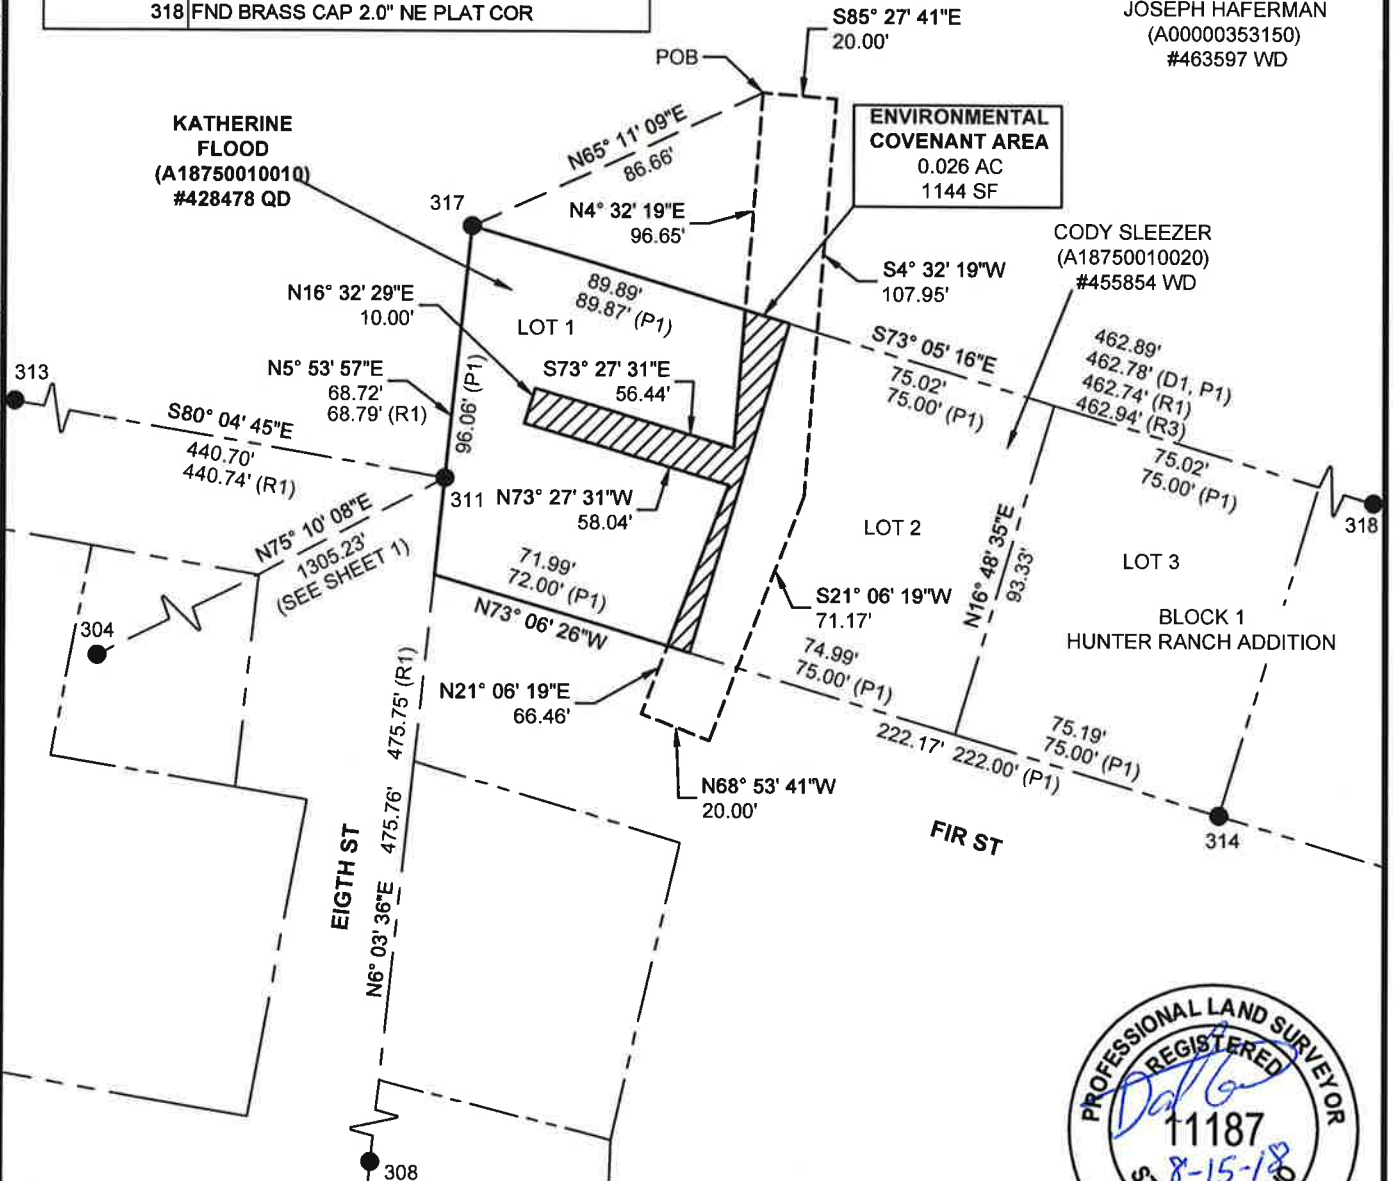 318 FND BRASS CAP 2.0" NE PLAT COR
JOSEPH HAFERMAN
(A00000353150)
#463597 WD
S85° 27' 41"E
20.00'
POB
KATHERINE
FLOOD
(A18750010010)
#428478 QD
N65° 11' 09"E
86.66'
ENVIRONMENTAL
COVENANT AREA
0.026 AC
1144 SF
317
N4° 32' 19"E
96.65'
CODY SLEEZER
(A18750010020)
#455854 WD
S4° 32' 19"W
107.95'
N16° 32' 29"E
10.00'
89.89'
89.87' (P1)
LOT 1
S73° 05' 16"E
75.02'
75.00' (P1)
462.89'
462.78' (D1, P1)
462.74' (R1)
462.94' (R3)
75.02'
75.00' (P1)
313
N5° 53' 57"E
68.72'
68.79' (R1)
96.06' (P1)
S73° 27' 31"E
56.44'
S80° 04' 45"E
440.70'
440.74' (R1)
311
N73° 27' 31"W
58.04'
318
N75° 10' 08"E
1305.23'
(SEE SHEET 1)
LOT 2
N16° 48' 35"E
93.33'
LOT 3
71.99'
72.00' (P1)
N73° 06' 26"W
S21° 06' 19"W
71.17'
BLOCK 1
HUNTER RANCH ADDITION
304
74.99'
75.00' (P1)
N21° 06' 19"E
66.46'
475.75' (R1)
222.17' 222.00' (P1)
75.19'
75.00' (P1)
N68° 53' 41"W
20.00'
FIR ST
314
EIGTH ST
N6° 03' 36"E 475.76'
308
PROFESSIONAL LAND SURVEYOR
REGISTERED
11187
8-15-18